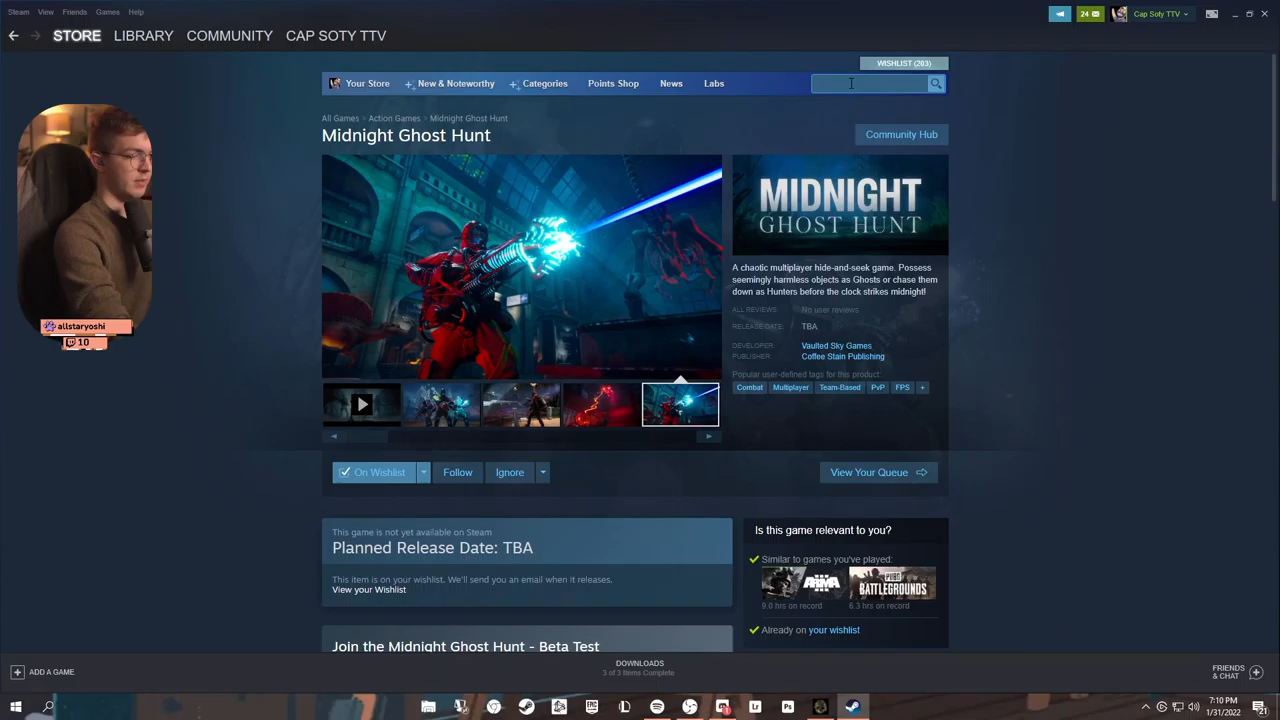 Steam View Friends Games Help
24 Cap Soty TTV
STORE LIBRARY COMMUNITY CAP SOTY TTV
WISHLIST (203)
Your Store New & Noteworthy Categories Points Shop News Labs
All Games > Action Games > Midnight Ghost Hunt
Midnight Ghost Hunt
Community Hub
MIDNIGHT
GHOST HUNT
A chaotic multiplayer hide-and-seek game. Possess
seemingly harmless objects as Ghosts or chase them
down as Hunters before the clock strikes midnight!
ALL REVIEWS: No user reviews
RELEASE DATE: TBA
DEVELOPER: Vaulted Sky Games
PUBLISHER: Coffee Stain Publishing
Popular user-defined tags for this product:
Combat Multiplayer Team-Based PvP FPS +
allstaryoshi
10
On Wishlist Follow Ignore
View Your Queue
This game is not yet available on Steam
Planned Release Date: TBA
This item is on your wishlist. We'll send you an email when it releases.
View your Wishlist
Is this game relevant to you?
Similar to games you've played:
ARMA
PUBG BATTLEGROUNDS
9.0 hrs on record 6.3 hrs on record
Already on your wishlist
Join the Midnight Ghost Hunt - Beta Test
ADD A GAME
DOWNLOADS
3 of 3 Items Complete
FRIENDS
& CHAT
EPIC
Lr
Ps
7:10 PM
1/31/2022